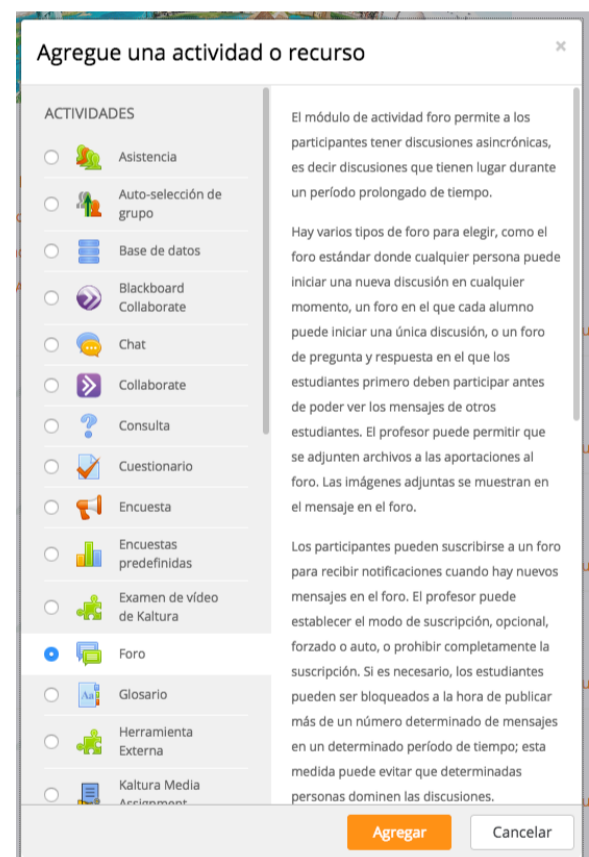 Agregue una actividad o recurso
×
ACTIVIDADES
Asistencia
Auto-selección de
grupo
Base de datos
Blackboard
Collaborate
Chat
Collaborate
Consulta
Cuestionario
Encuesta
Encuestas
predefinidas
Examen de vídeo
de Kaltura
Foro
Glosario
Herramienta
Externa
Kaltura Media
Assignment
El módulo de actividad foro permite a los
participantes tener discusiones asincrónicas,
es decir discusiones que tienen lugar durante
un período prolongado de tiempo.
Hay varios tipos de foro para elegir, como el
foro estándar donde cualquier persona puede
iniciar una nueva discusión en cualquier
momento, un foro en el que cada alumno
puede iniciar una única discusión, o un foro
de pregunta y respuesta en el que los
estudiantes primero deben participar antes
de poder ver los mensajes de otros
estudiantes. El profesor puede permitir que
se adjunten archivos a las aportaciones al
foro. Las imágenes adjuntas se muestran en
el mensaje en el foro.
Los participantes pueden suscribirse a un foro
para recibir notificaciones cuando hay nuevos
mensajes en el foro. El profesor puede
establecer el modo de suscripción, opcional,
forzado o auto, o prohibir completamente la
suscripción. Si es necesario, los estudiantes
pueden ser bloqueados a la hora de publicar
más de un número determinado de mensajes
en un determinado período de tiempo; esta
medida puede evitar que determinadas
personas dominen las discusiones.
Agregar
Cancelar